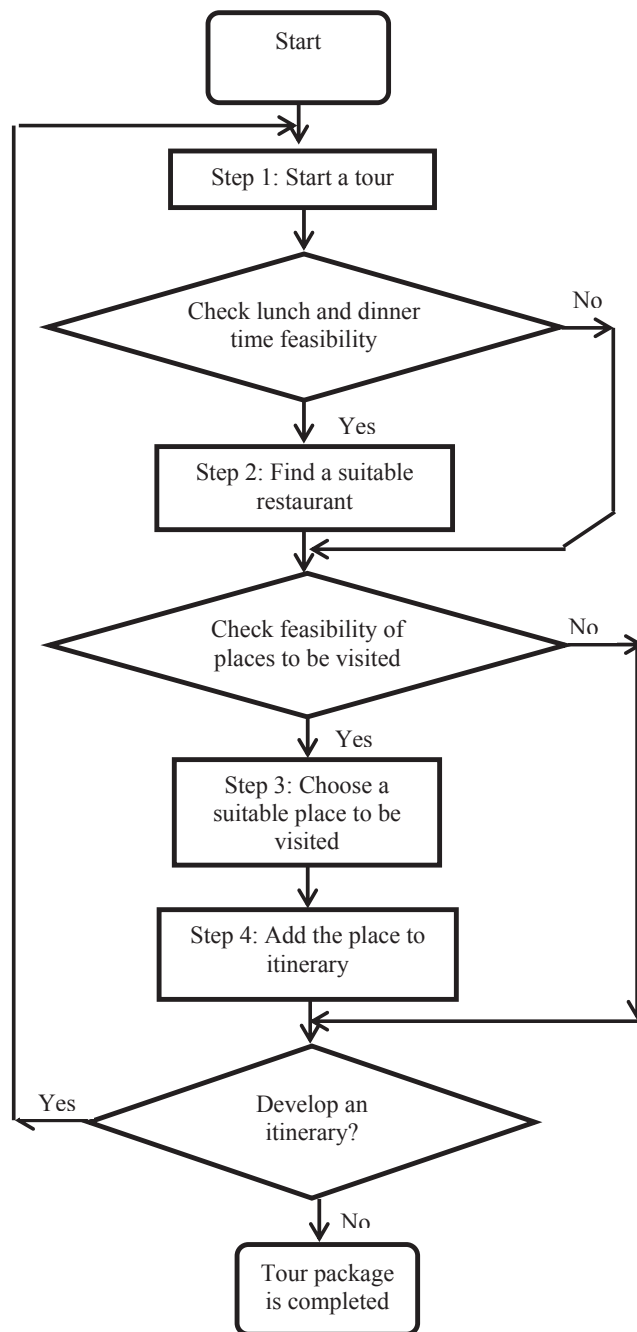 Start
Step 1: Start a tour
Check lunch and dinner
time feasibility
No
Yes
Step 2: Find a suitable
restaurant
Check feasibility of
places to be visited
No
Yes
Step 3: Choose a
suitable place to be
visited
Step 4: Add the place to
itinerary
Yes
Develop an
itinerary?
No
Tour package
is completed